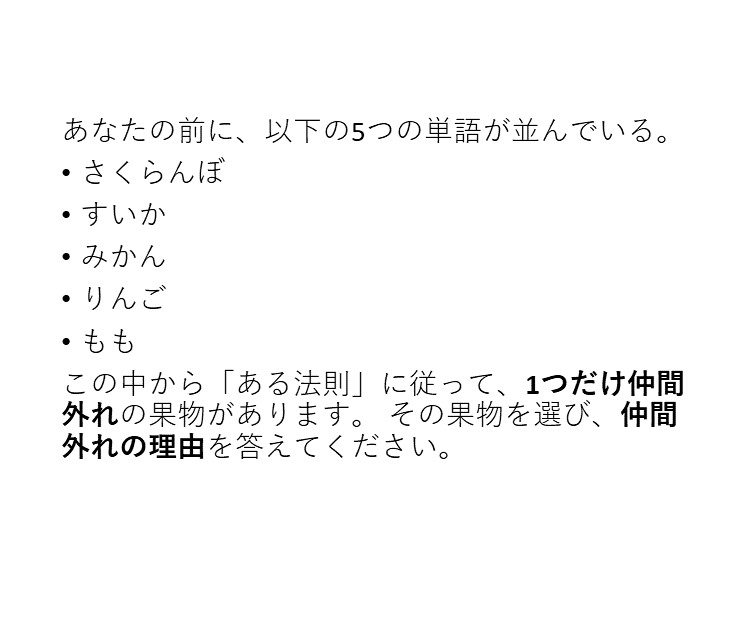 あなたの前に、以下の5つの単語が並んでいる。
• さくらんぼ
• すいか
• みかん
• りんご
• もも
この中から「ある法則」に従って、1つだけ仲間
外れの果物があります。 その果物を選び、仲間
外れの理由を答えてください。